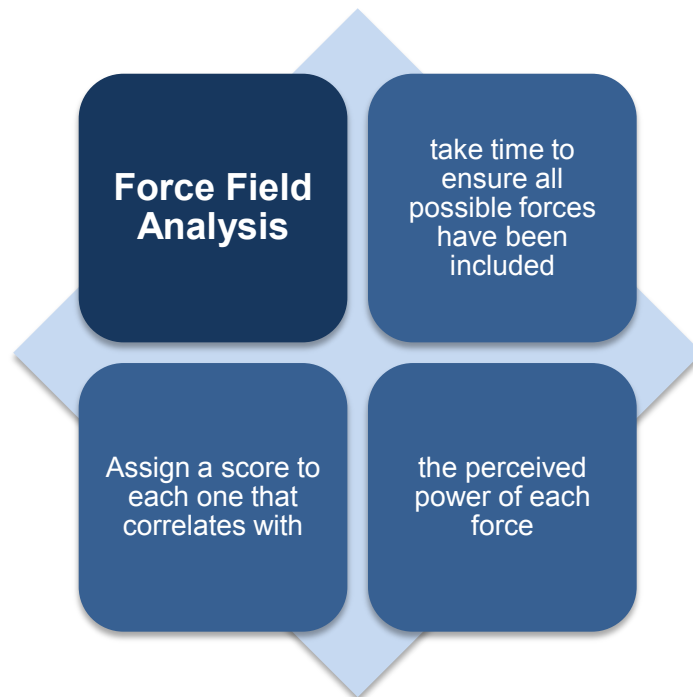 Force Field
Analysis
take time to
ensure all
possible forces
have been
included
Assign a score to
each one that
correlates with
the perceived
power of each
force